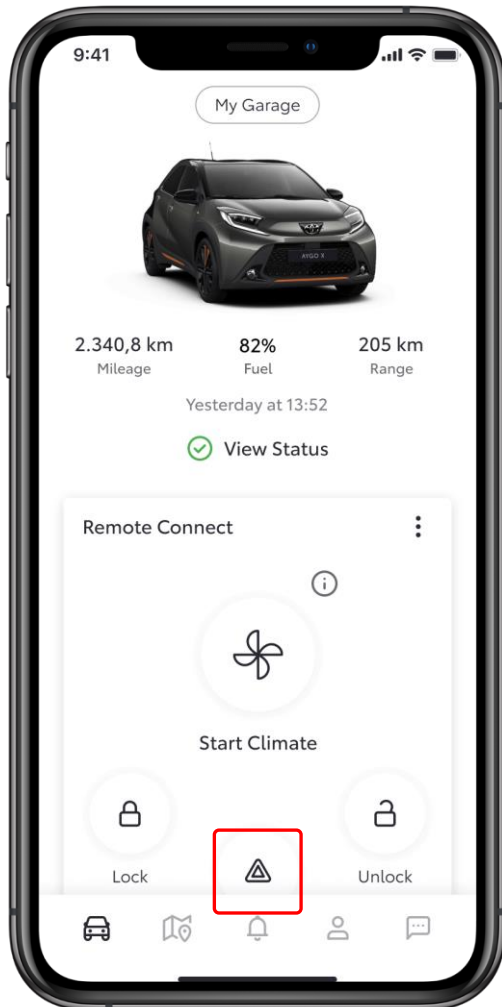 9:41
My Garage
AYGO X
2.340,8 km 82% 205 km
Mileage Fuel Range
Yesterday at 13:52
View Status
Remote Connect
Start Climate
Lock Unlock